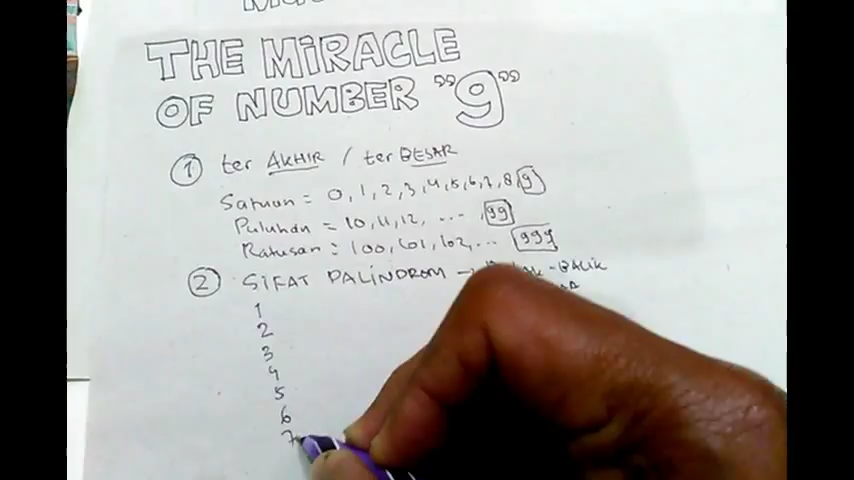 THE MiRACLE
OF NUMBER "9"
1 ter AKHIR / ter BESAR
Satuan = 0, 1, 2, 3, 4, 5, 6, 7, 8, 9
Puluhan = 10, 11, 12, ... , 99
Ratusan = 100, 101, 102, ... 999
2 SIFAT PALiNDROM → - BALiK
1
2
3
4
5
6
7